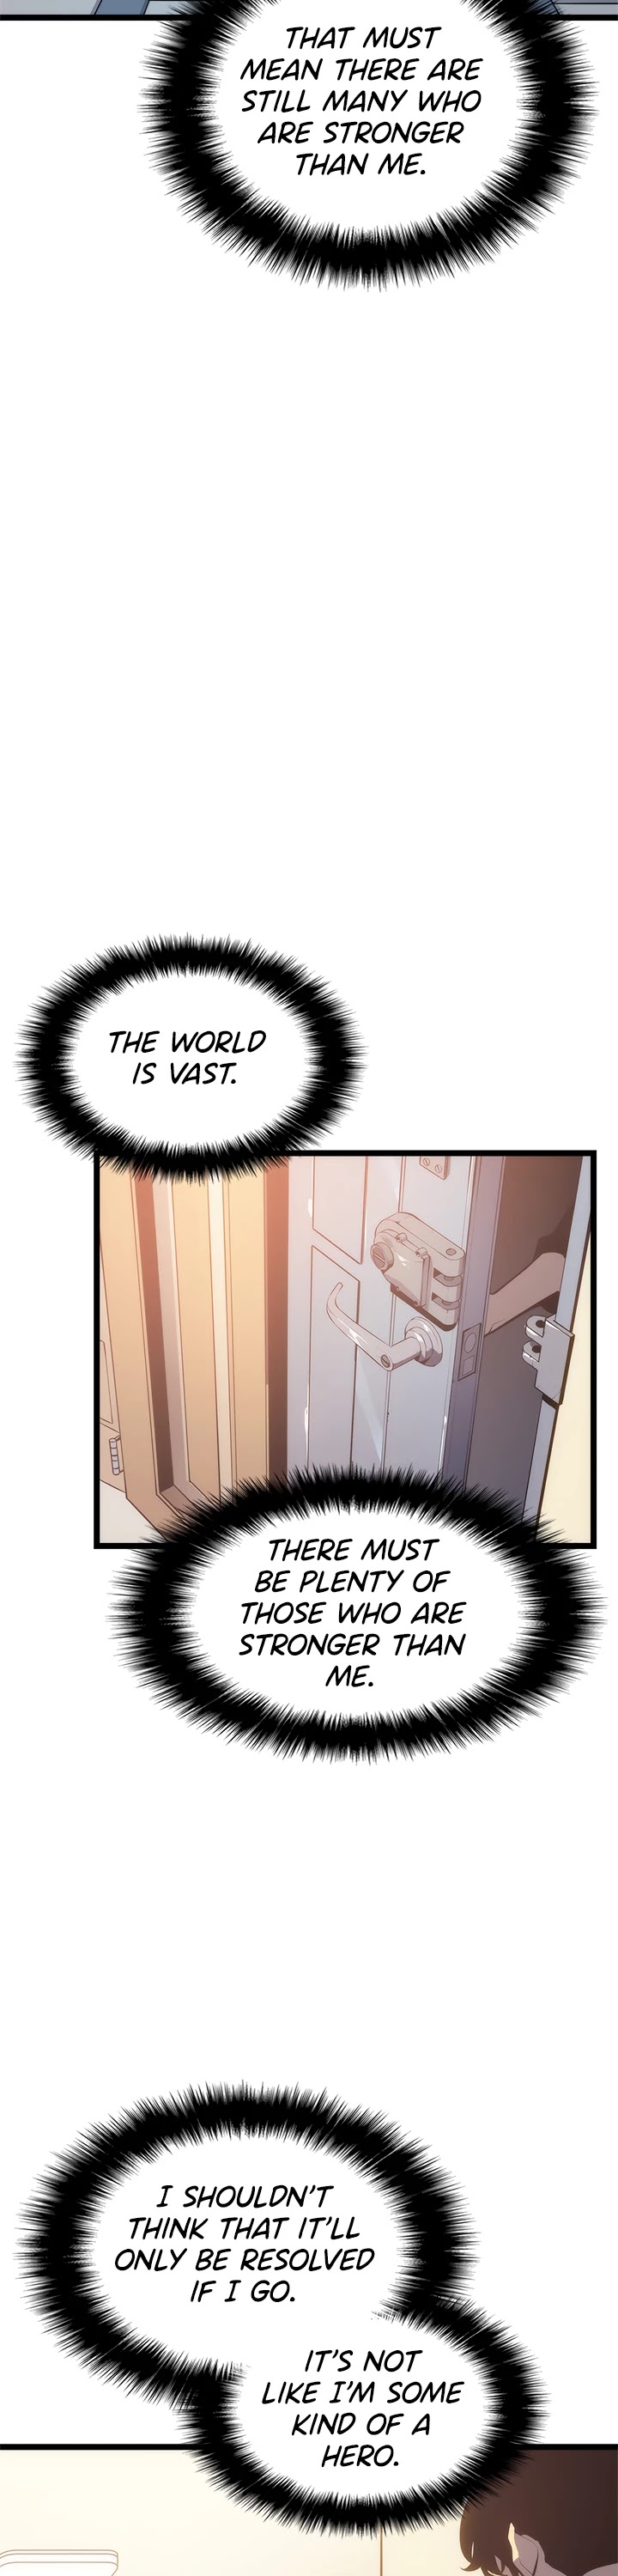 THAT MUST
MEAN THERE ARE
STILL MANY WHO
ARE STRONGER
THAN ME.
THE WORLD
IS VAST.
THERE MUST
BE PLENTY OF
THOSE WHO ARE
STRONGER THAN
ME.
I SHOULDN'T
THINK THAT IT'LL
ONLY BE RESOLVED
IF I GO.
IT'S NOT
LIKE I'M SOME
KIND OF A
HERO.